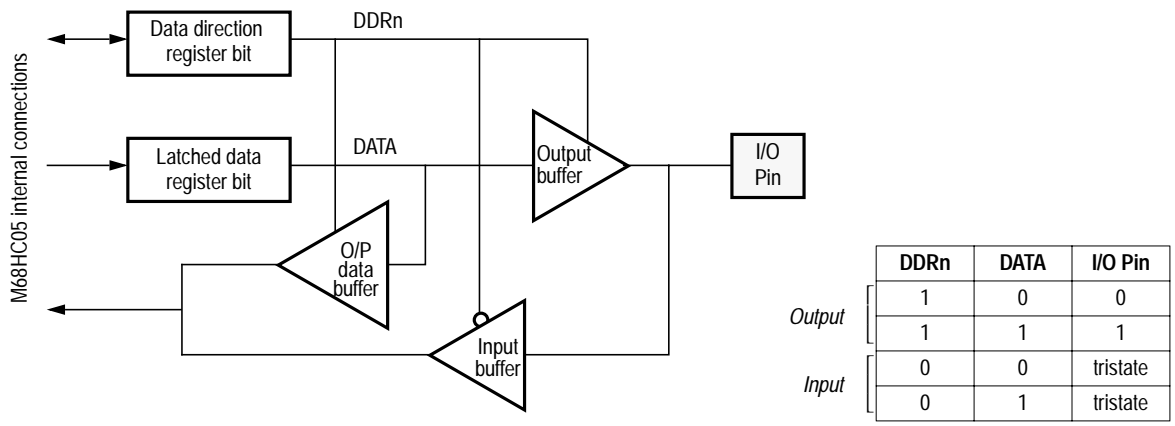 M68HC05 internal connections
Data direction
register bit
DDRn
Latched data
register bit
DATA
Output
buffer
I/O
Pin
O/P
data
buffer
Input
buffer
DDRn DATA I/O Pin
Output
1 0 0
1 1 1
Input
0 0 tristate
0 1 tristate